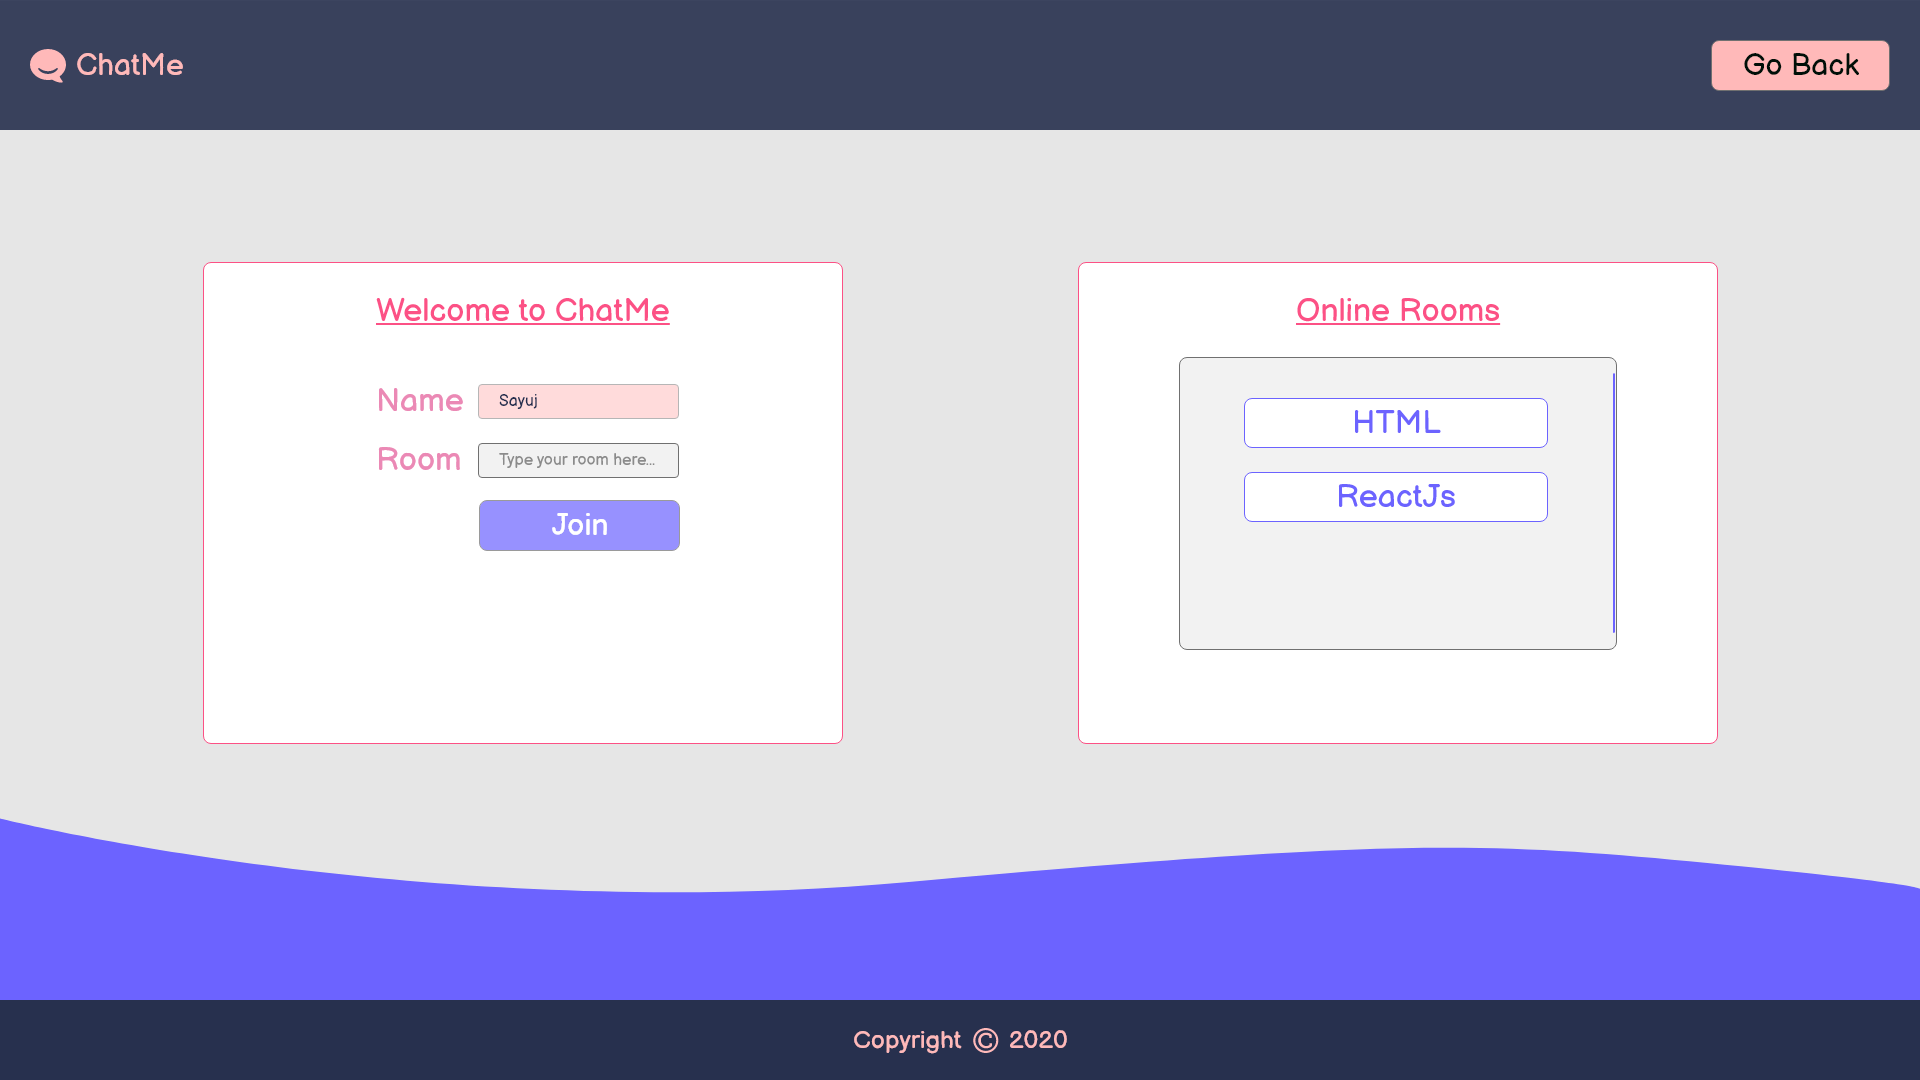 ChatMe
Go Back
Welcome to ChatMe
Name Sayuj
Room Type your room here...
Join
Online Rooms
HTML
ReactJs
Copyright © 2020